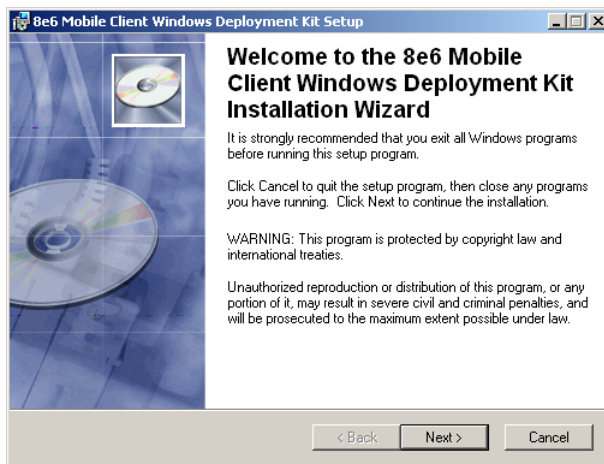 8e6 Mobile Client Windows Deployment Kit Setup
Welcome to the 8e6 Mobile
Client Windows Deployment Kit
Installation Wizard
It is strongly recommended that you exit all Windows programs
before running this setup program.
Click Cancel to quit the setup program, then close any programs
you have running. Click Next to continue the installation.
WARNING: This program is protected by copyright law and
international treaties.
Unauthorized reproduction or distribution of this program, or any
portion of it, may result in severe civil and criminal penalties, and
will be prosecuted to the maximum extent possible under law.
< Back Next > Cancel